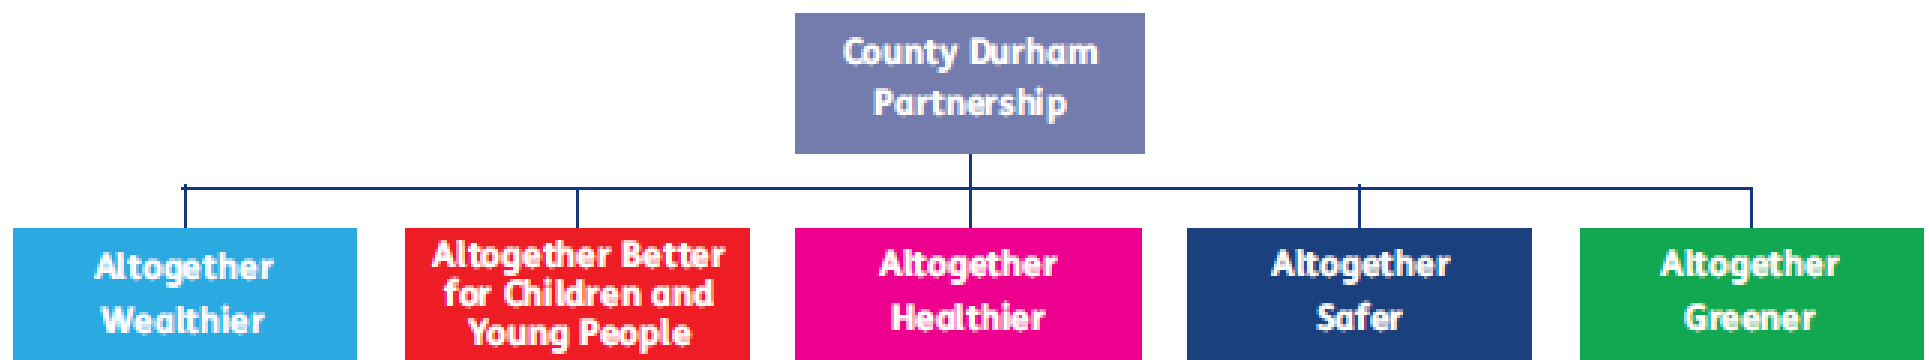 County Durham
Partnership
Altogether
Wealthier
Altogether Better
for Children and
Young People
Altogether
Healthier
Altogether
Safer
Altogether
Greener